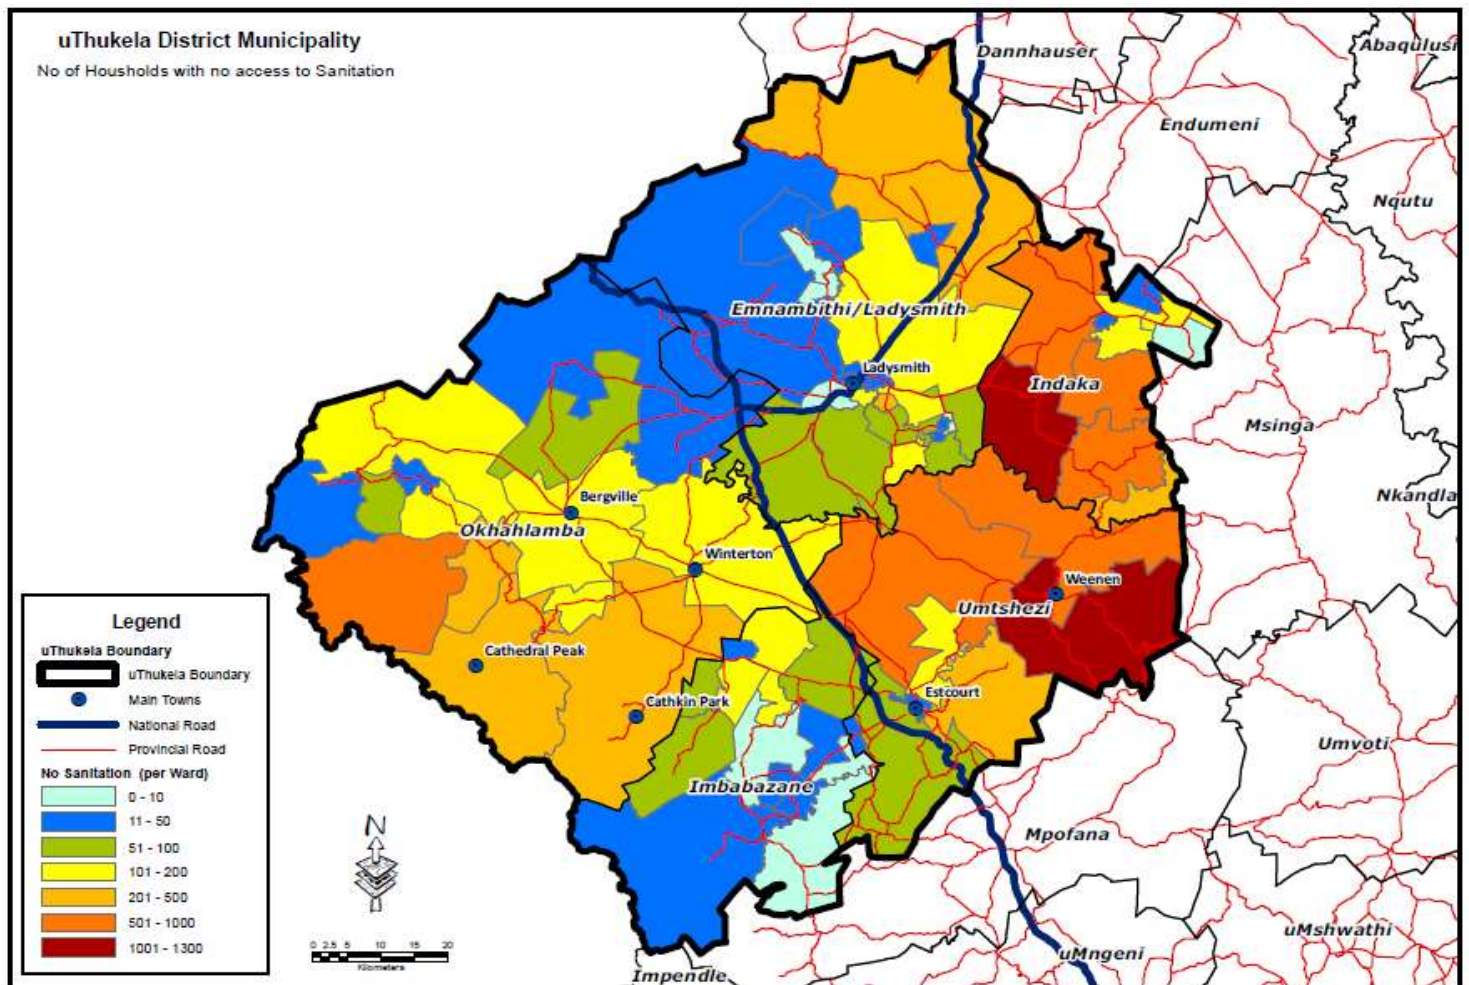 uThukela District Municipality
No of Housholds with no access to Sanitation
Dannhauser
Abaqulusi
Endumeni
Nqutu
Emnambithi/Ladysmith
Ladysmith
Indaka
Msinga
Nkandla
Bergville
Okhahlamba
Winterton
Weenen
Umtshezi
Cathedral Peak
Cathkin Park
Estcourt
Umvoti
Imbabazane
Mpofana
uMshwathi
uMngeni
Impendle
Legend
uThukela Boundary
uThukela Boundary
Main Towns
National Road
Provincial Road
No Sanitation (per Ward)
0 - 10
11 - 50
51 - 100
101 - 200
201 - 500
501 - 1000
1001 - 1300
N
0 2.5 5 10 15 20
Kilometers